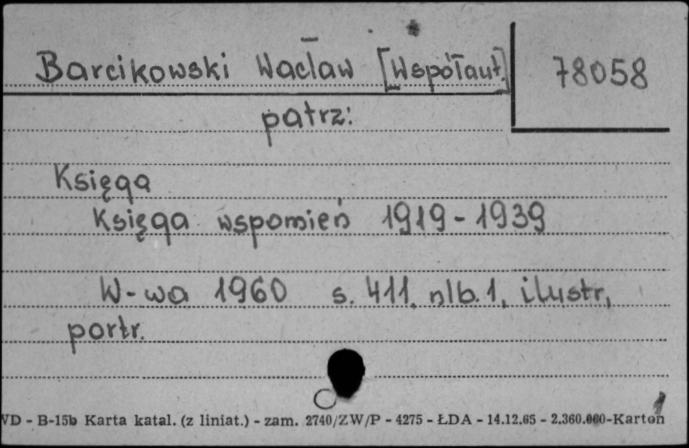 Barcikowski Wacław [Współaut.] 78058
patrz:
Księga
Księga wspomień 1919-1939
W-wa 1960 s. 411, nlb. 1, ilustr,
portr.
VD - B-15b Karta katal. (z liniat.) - zam. 2740/ZW/P - 4275 - ŁDA - 14.12.65 - 2.360.000-Karton